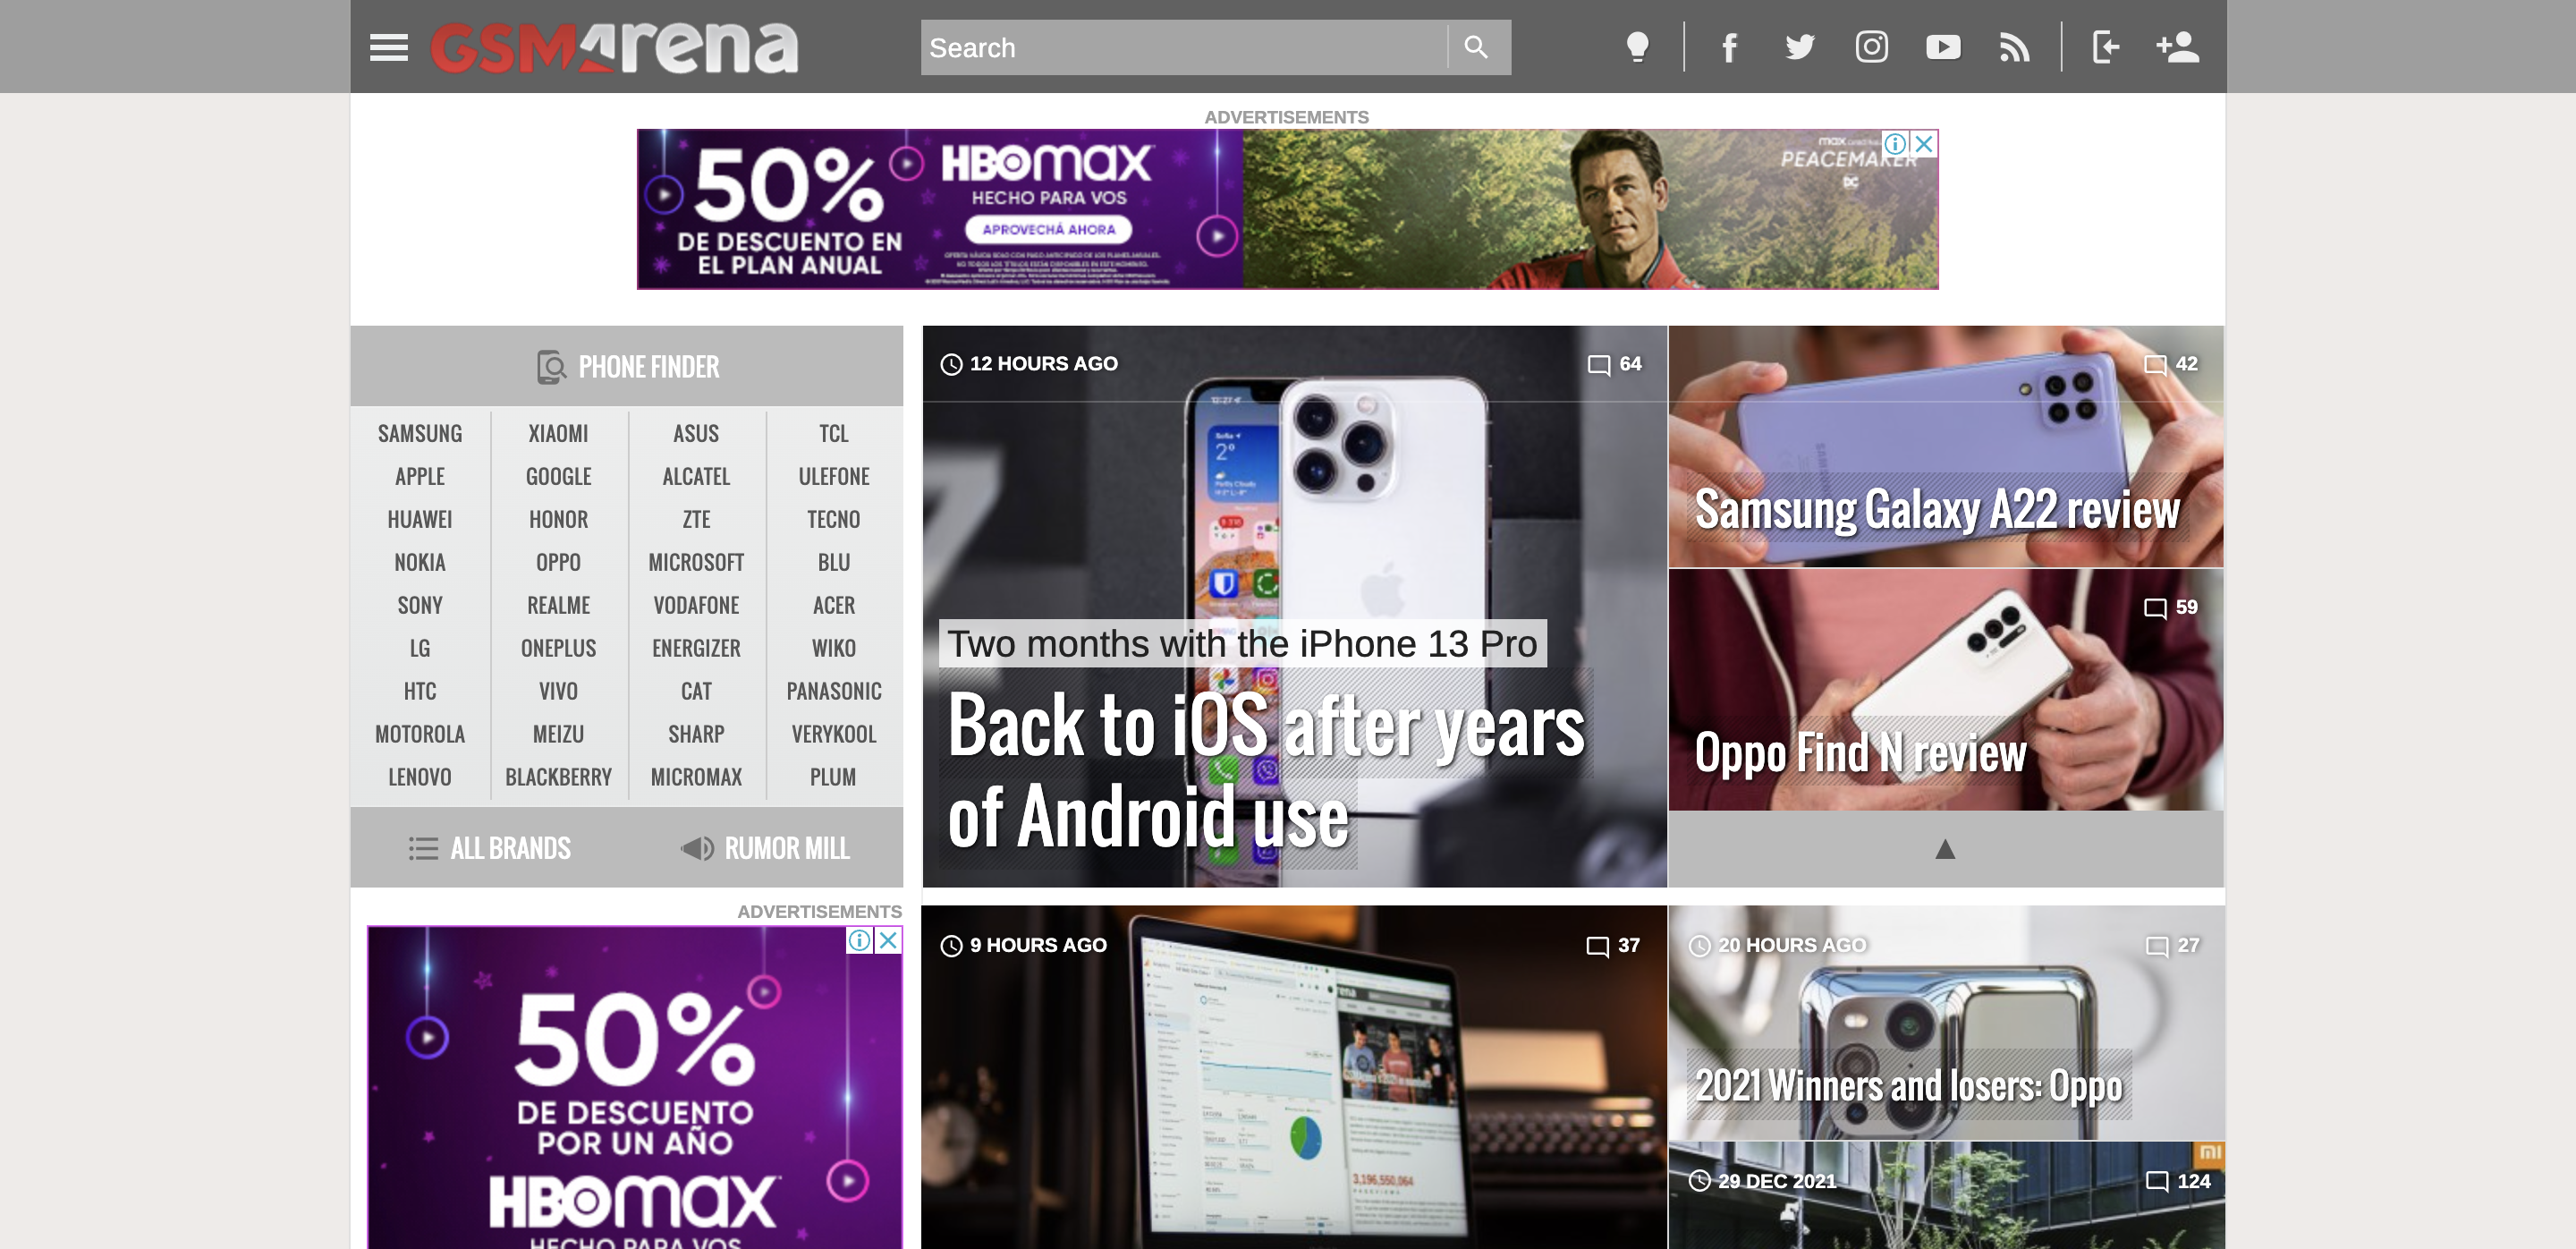 GSMArena
Search
ADVERTISEMENTS
50%
DE DESCUENTO EN
EL PLAN ANUAL
HBOmax
HECHO PARA VOS
APROVECHÁ AHORA
max
PEACEMAKER
DC
PHONE FINDER
SAMSUNG XIAOMI ASUS TCL
APPLE GOOGLE ALCATEL ULEFONE
HUAWEI HONOR ZTE TECNO
NOKIA OPPO MICROSOFT BLU
SONY REALME VODAFONE ACER
LG ONEPLUS ENERGIZER WIKO
HTC VIVO CAT PANASONIC
MOTOROLA MEIZU SHARP VERYKOOL
LENOVO BLACKBERRY MICROMAX PLUM
ALL BRANDS RUMOR MILL
12 HOURS AGO 64
Two months with the iPhone 13 Pro
Back to iOS after years
of Android use
42
Samsung Galaxy A22 review
59
Oppo Find N review
ADVERTISEMENTS
50%
DE DESCUENTO
POR UN AÑO
HBOmax
HECHO PARA VOS
9 HOURS AGO 37
3,196,550,064
20 HOURS AGO 27
2021 Winners and losers: Oppo
29 DEC 2021 124